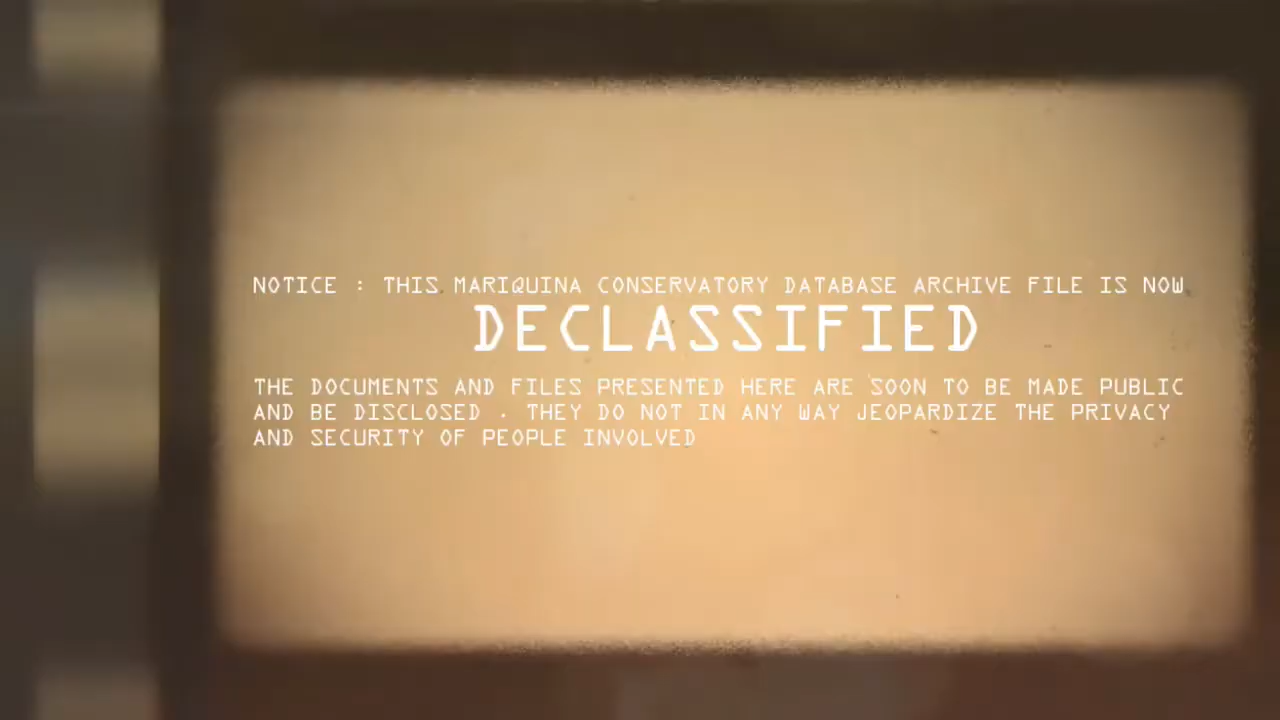 NOTICE : THIS MARIQUINA CONSERVATORY DATABASE ARCHIVE FILE IS NOW
DECLASSIFIED
THE DOCUMENTS AND FILES PRESENTED HERE ARE SOON TO BE MADE PUBLIC
AND BE DISCLOSED . THEY DO NOT IN ANY WAY JEOPARDIZE THE PRIVACY
AND SECURITY OF PEOPLE INVOLVED